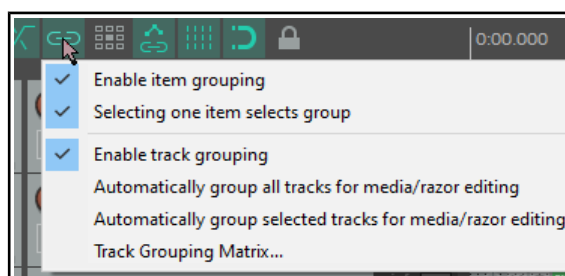 0:00.000
Enable item grouping
Selecting one item selects group
Enable track grouping
Automatically group all tracks for media/razor editing
Automatically group selected tracks for media/razor editing
Track Grouping Matrix...